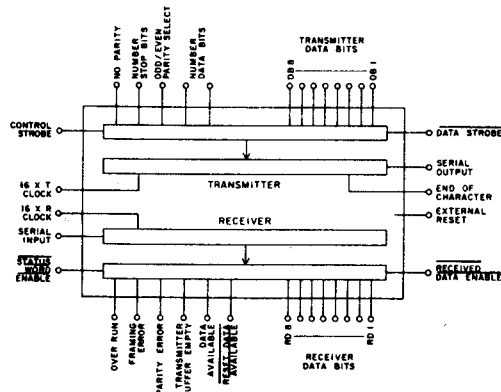 NO PARITY
NUMBER
STOP BITS
ODD/EVEN
PARITY SELECT
NUMBER
DATA BITS
TRANSMITTER
DATA BITS
DB 8
DB 1
CONTROL
STROBE
DATA STROBE
SERIAL
OUTPUT
16 X T
CLOCK
TRANSMITTER
END OF
CHARACTER
16 X R
CLOCK
RECEIVER
EXTERNAL
RESET
SERIAL
INPUT
STATUS
WORD
ENABLE
RECEIVED
DATA ENABLE
OVER RUN
FRAMING
ERROR
PARITY ERROR
TRANSMITTER
BUFFER EMPTY
DATA
AVAILABLE
RESET DATA
AVAILABLE
RD 8
RD 1
RECEIVER
DATA BITS